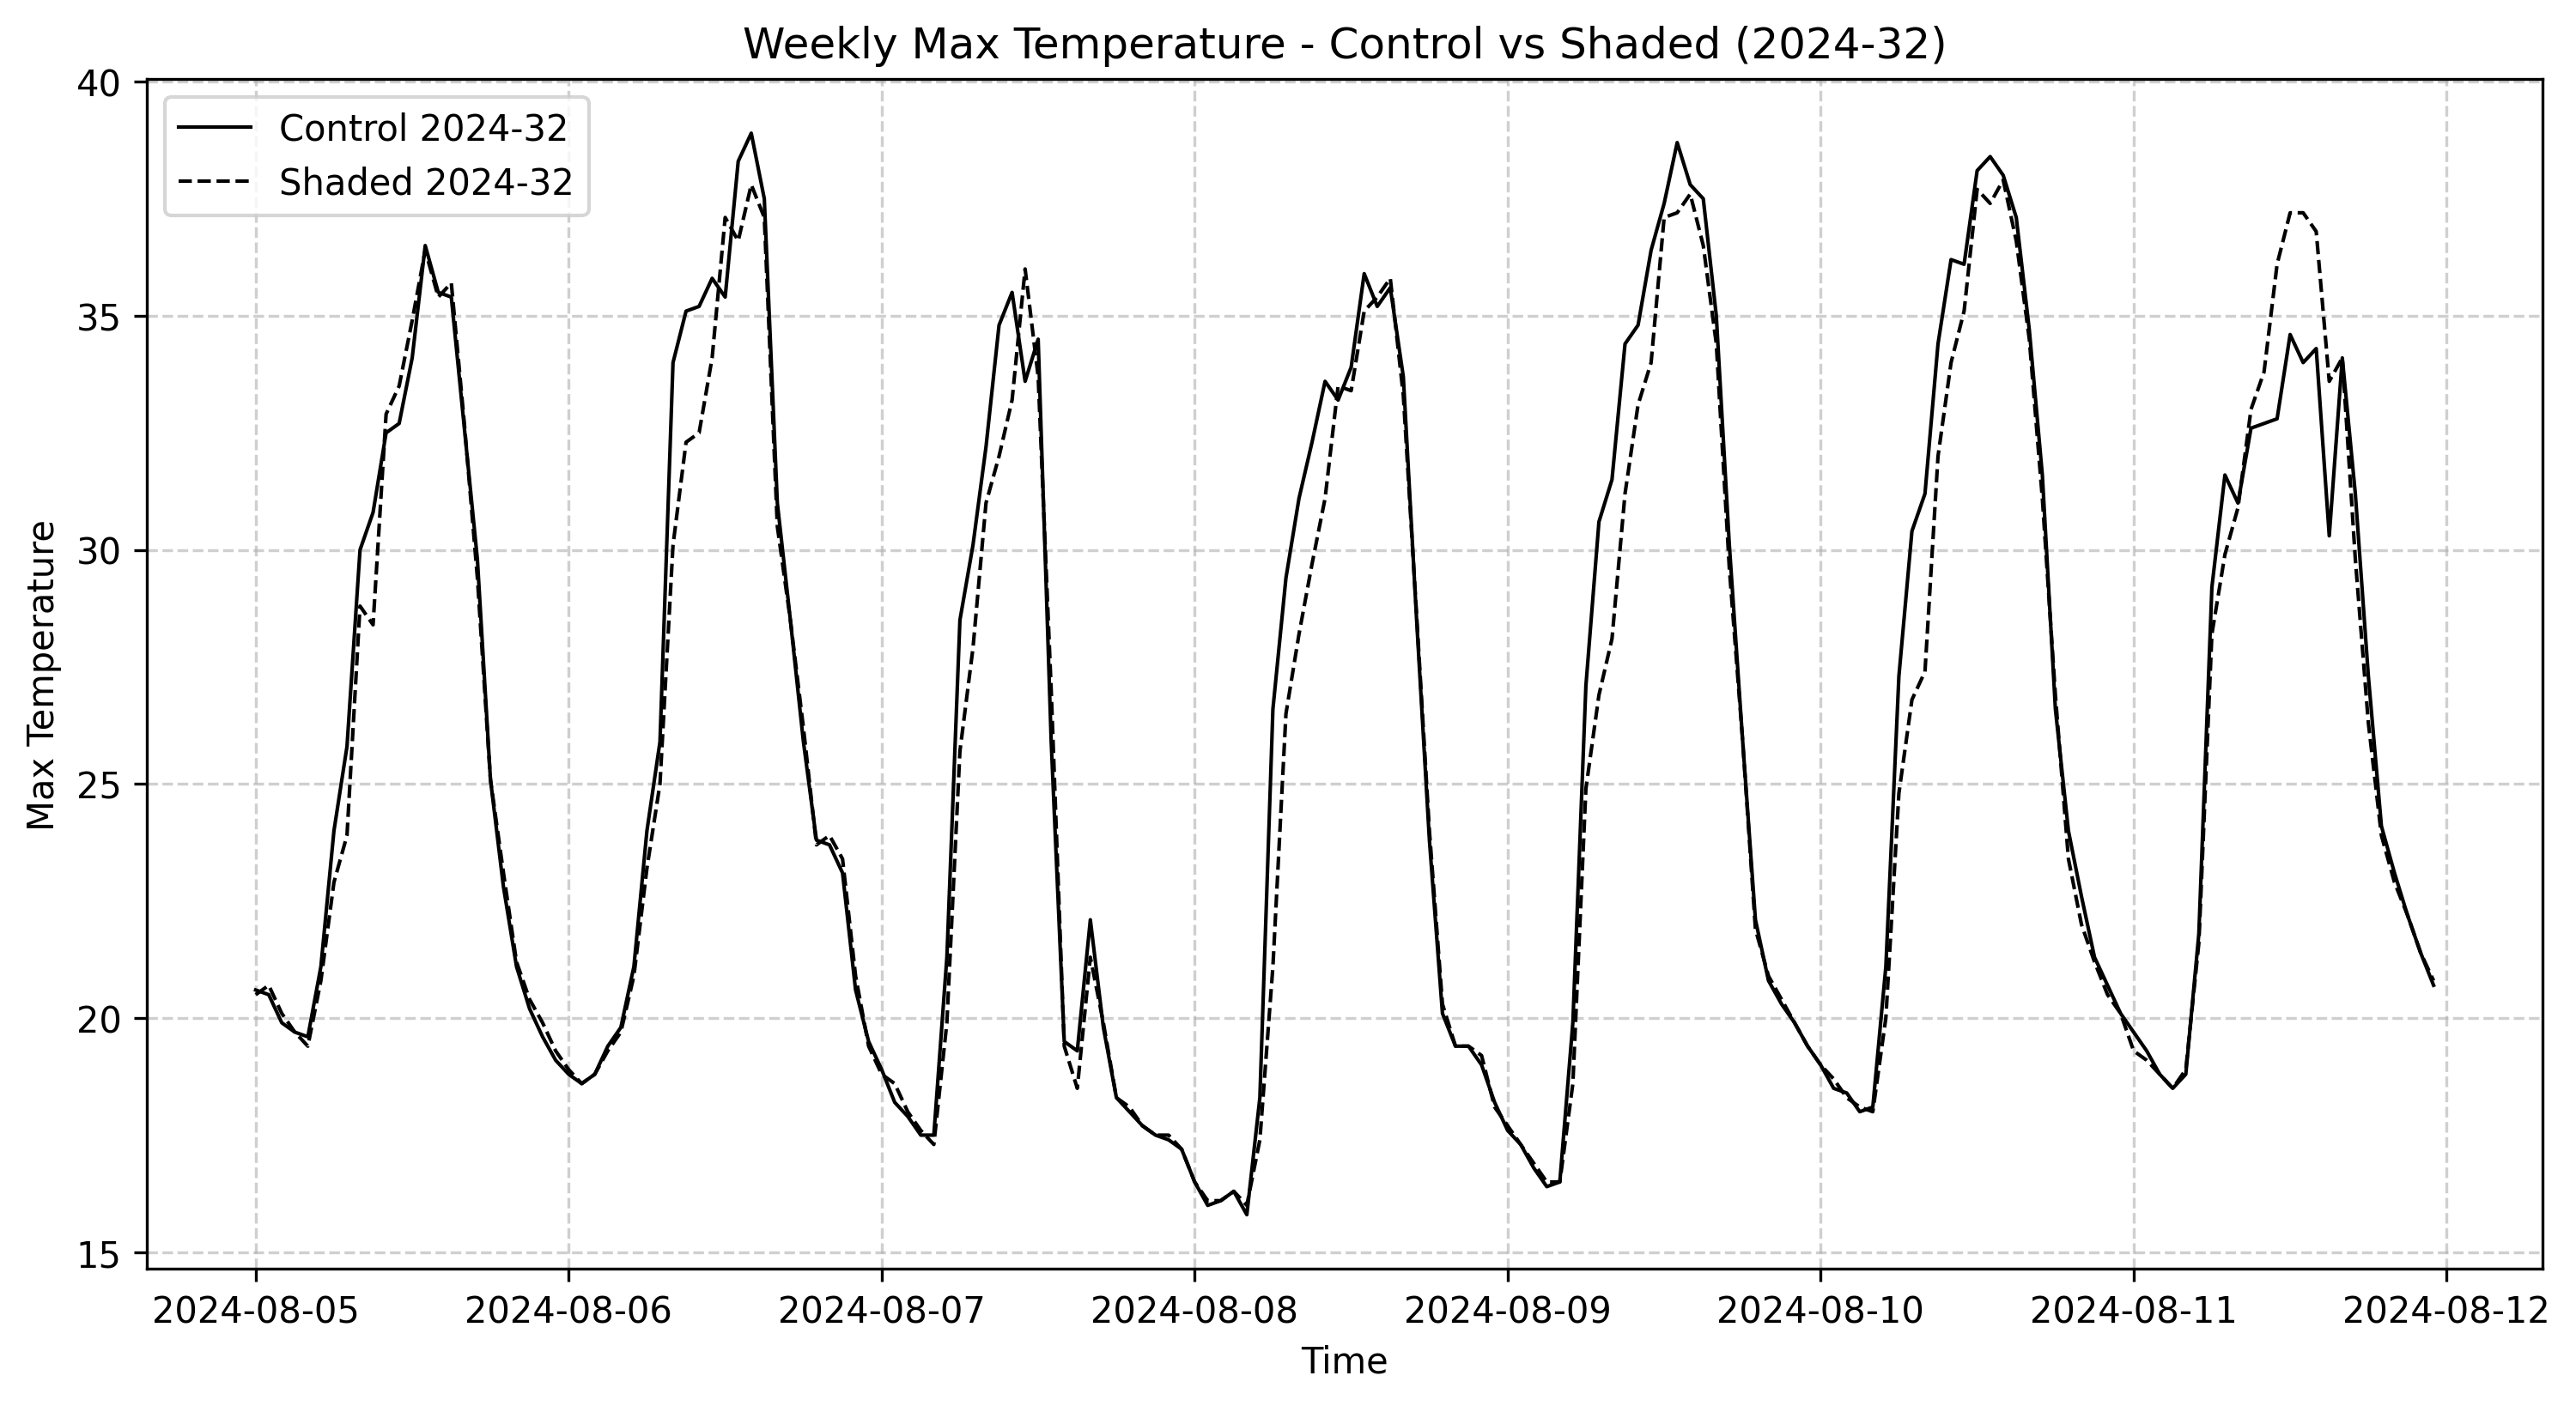 Weekly Max Temperature - Control vs Shaded (2024-32)
Control 2024-32
Shaded 2024-32
Max Temperature
40
35
30
25
20
15
2024-08-05 2024-08-06 2024-08-07 2024-08-08 2024-08-09 2024-08-10 2024-08-11 2024-08-12
Time